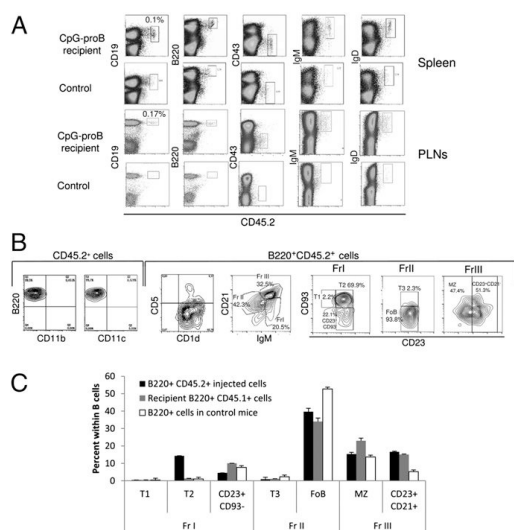 A
0.1%
CpG-proB
recipient
CD19
B220
CD43
IgM
IgD
Spleen
Control
0.17%
CpG-proB
recipient
CD19
B220
CD43
IgM
IgD
PLNs
Control
CD45.2
B
CD45.2+ cells
B220+CD45.2+ cells
B220
CD11b
CD11c
CD5
CD1d
CD21
Fr III
32.5%
Fr II
42.3%
FrI
20.5%
IgM
FrI
FrII
FrIII
CD93
T2 69.9%
T1 2.2%
22.1%
CD23-
CD93-
T3 2.3%
FoB
93.8%
MZ
47.4%
CD23+CD21+
51.3%
CD23
C
Percent within B cells
60
50
40
30
20
10
0
B220+ CD45.2+ injected cells
Recipient B220+ CD45.1+ cells
B220+ cells in control mice
T1
T2
CD23+
CD93-
T3
FoB
MZ
CD23+
CD21+
Fr I
Fr II
Fr III